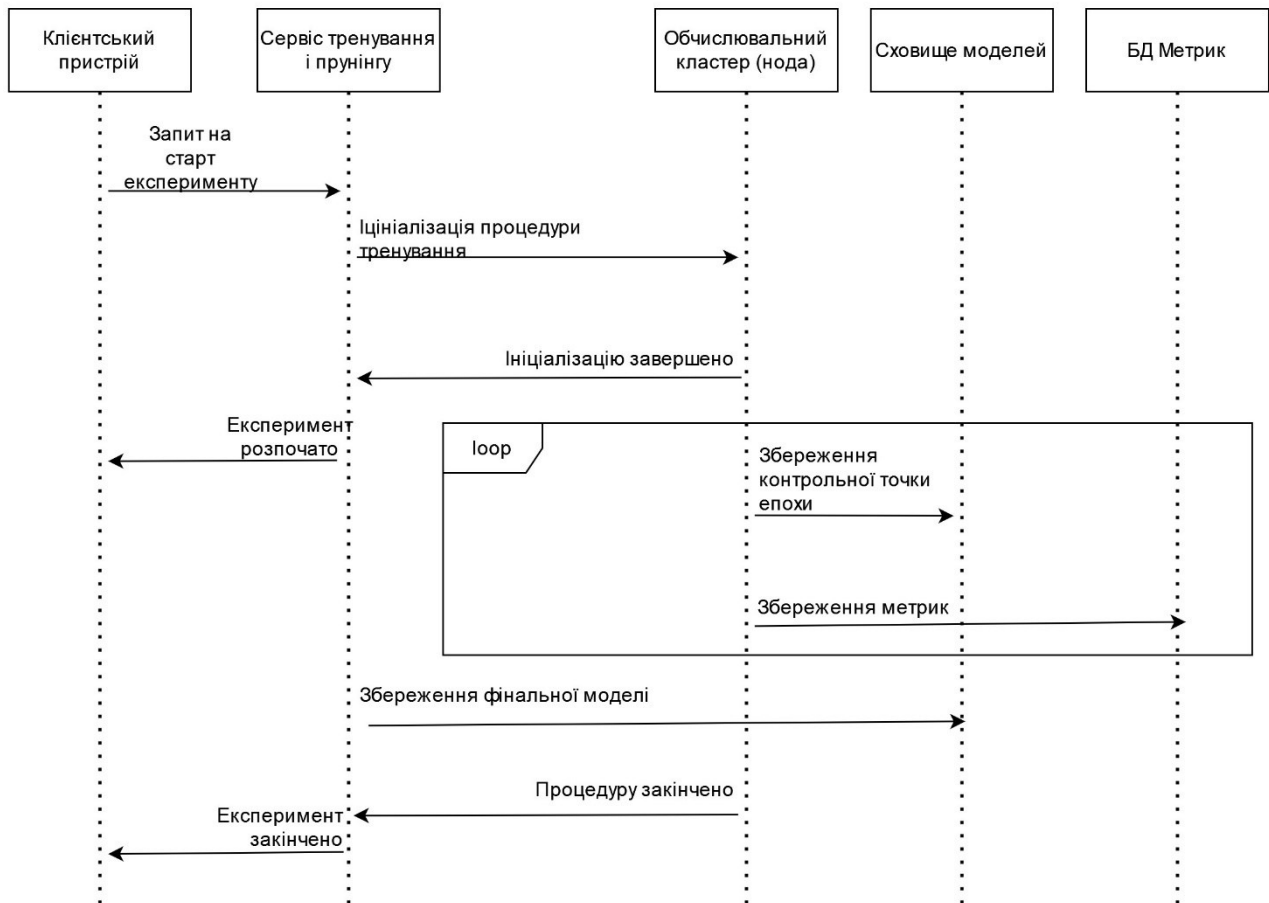 Клієнтський
пристрій
Сервіс тренування
і прунінгу
Обчислювальний
кластер (нода)
Сховище моделей
БД Метрик
Запит на
старт
експерименту
Іцініалізація процедури
тренування
Ініціалізацію завершено
Експеримент
розпочато
loop
Збереження
контрольної точки
епохи
Збереження метрик
Збереження фінальної моделі
Процедуру закінчено
Експеримент
закінчено